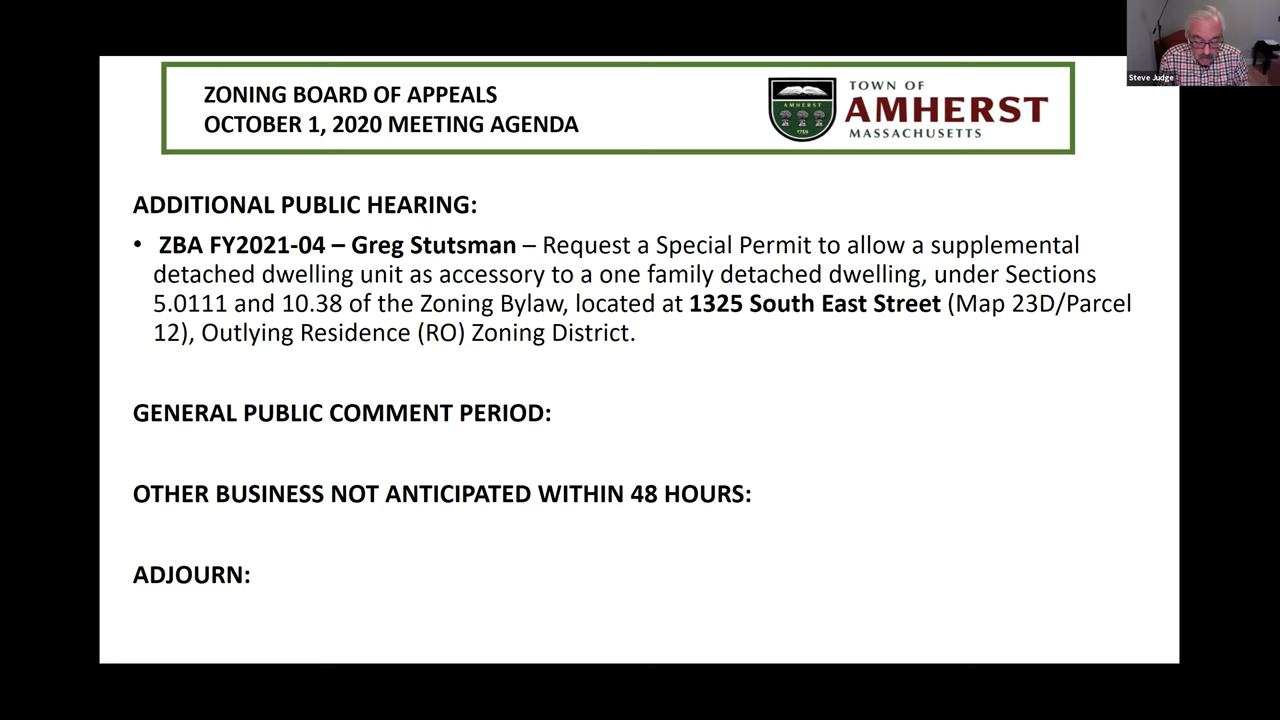 ZONING BOARD OF APPEALS
OCTOBER 1, 2020 MEETING AGENDA
AMHERST
1759
TOWN OF
AMHERST
MASSACHUSETTS
Steve Judge
ADDITIONAL PUBLIC HEARING:
• ZBA FY2021-04 – Greg Stutsman – Request a Special Permit to allow a supplemental
detached dwelling unit as accessory to a one family detached dwelling, under Sections
5.0111 and 10.38 of the Zoning Bylaw, located at 1325 South East Street (Map 23D/Parcel
12), Outlying Residence (RO) Zoning District.
GENERAL PUBLIC COMMENT PERIOD:
OTHER BUSINESS NOT ANTICIPATED WITHIN 48 HOURS:
ADJOURN: